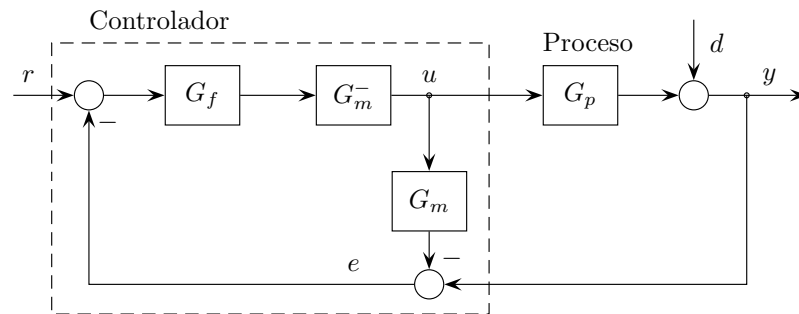 Controlador
Proceso
r
G_f
G_m^-
u
G_p
d
y
−
G_m
−
e